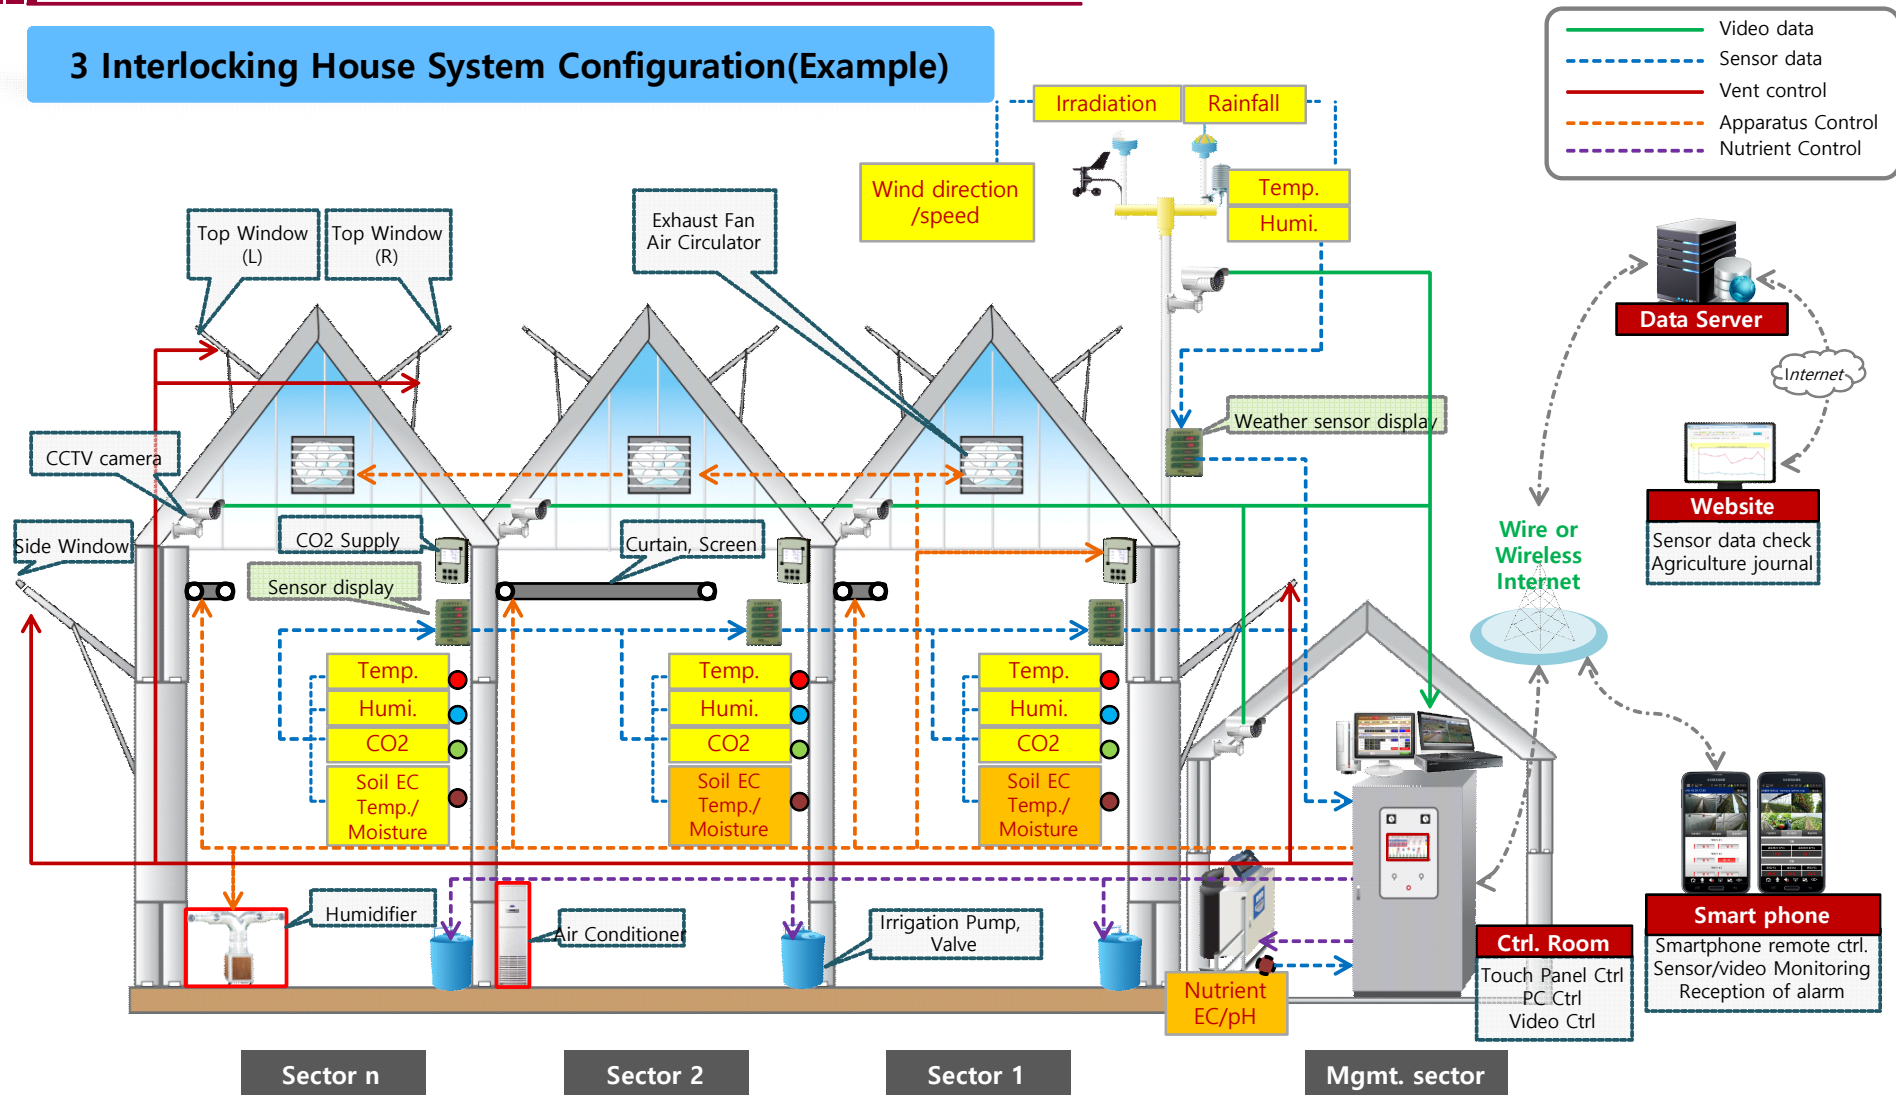 3 Interlocking House System Configuration(Example)
Video data
Sensor data
Vent control
Apparatus Control
Nutrient Control
Irradiation
Rainfall
Wind direction
/speed
Temp.
Humi.
Top Window
(L)
Top Window
(R)
Exhaust Fan
Air Circulator
Data Server
Internet
Weather sensor display
CCTV camera
Website
Sensor data check
Agriculture journal
Wire or
Wireless
Internet
Side Window
CO2 Supply
Curtain, Screen
Sensor display
Temp.
Humi.
CO2
Soil EC
Temp./
Moisture
Temp.
Humi.
CO2
Soil EC
Temp./
Moisture
Temp.
Humi.
CO2
Soil EC
Temp./
Moisture
Humidifier
Air Conditioner
Irrigation Pump,
Valve
Nutrient
EC/pH
Ctrl. Room
Touch Panel Ctrl
PC Ctrl
Video Ctrl
Smart phone
Smartphone remote ctrl.
Sensor/video Monitoring
Reception of alarm
Sector n
Sector 2
Sector 1
Mgmt. sector